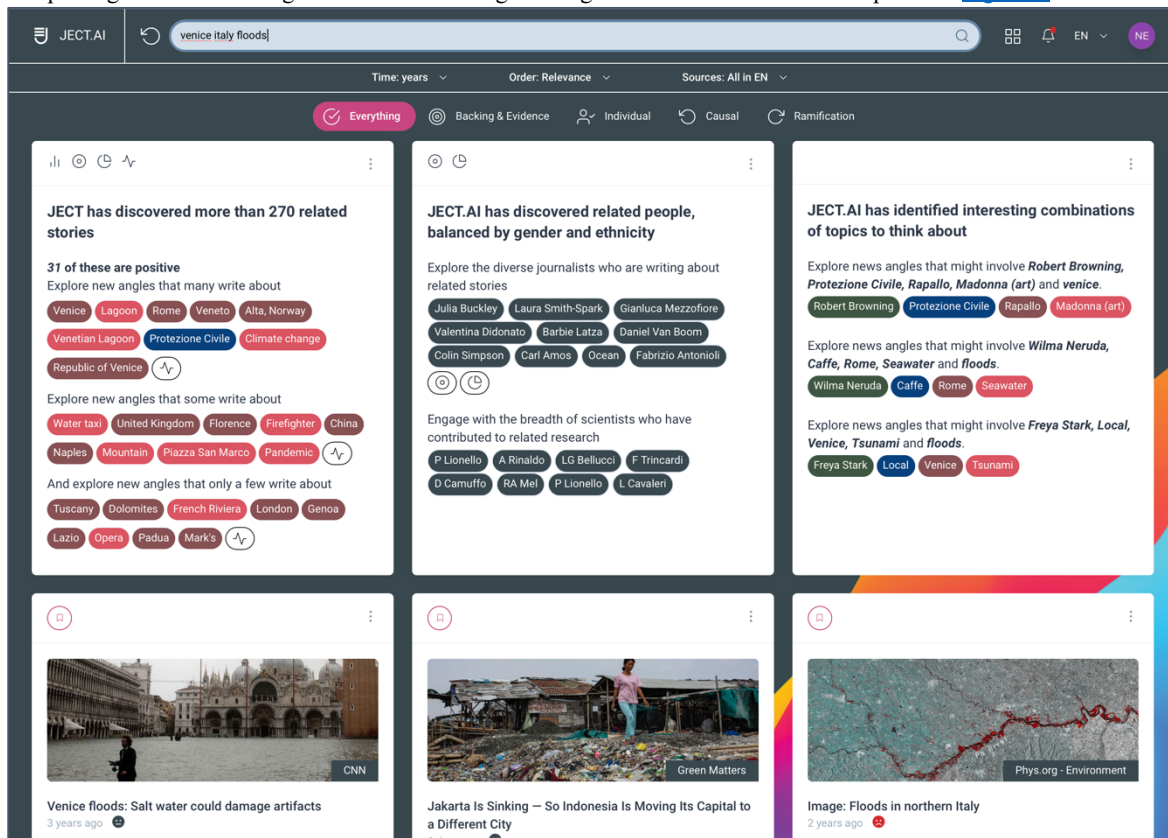 JECT.AI
venice italy floods
EN
NE
Time: years
Order: Relevance
Sources: All in EN
Everything
Backing & Evidence
Individual
Causal
Ramification
JECT has discovered more than 270 related
stories
31 of these are positive
Explore new angles that many write about
Venice Lagoon Rome Veneto Alta, Norway
Venetian Lagoon Protezione Civile Climate change
Republic of Venice
Explore new angles that some write about
Water taxi United Kingdom Florence Firefighter China
Naples Mountain Piazza San Marco Pandemic
And explore new angles that only a few write about
Tuscany Dolomites French Riviera London Genoa
Lazio Opera Padua Mark's
JECT.AI has discovered related people,
balanced by gender and ethnicity
Explore the diverse journalists who are writing about
related stories
Julia Buckley Laura Smith-Spark Gianluca Mezzofiore
Valentina Didonato Barbie Latza Daniel Van Boom
Colin Simpson Carl Amos Ocean Fabrizio Antonioli
Engage with the breadth of scientists who have
contributed to related research
P Lionello A Rinaldo LG Bellucci F Trincardi
D Camuffo RA Mel P Lionello L Cavaleri
JECT.AI has identified interesting combinations
of topics to think about
Explore news angles that might involve Robert Browning,
Protezione Civile, Rapallo, Madonna (art) and venice.
Robert Browning Protezione Civile Rapallo Madonna (art)
Explore news angles that might involve Wilma Neruda,
Caffe, Rome, Seawater and floods.
Wilma Neruda Caffe Rome Seawater
Explore news angles that might involve Freya Stark, Local,
Venice, Tsunami and floods.
Freya Stark Local Venice Tsunami
CNN
Venice floods: Salt water could damage artifacts
3 years ago
Green Matters
Jakarta Is Sinking — So Indonesia Is Moving Its Capital to
a Different City
Phys.org - Environment
Image: Floods in northern Italy
2 years ago